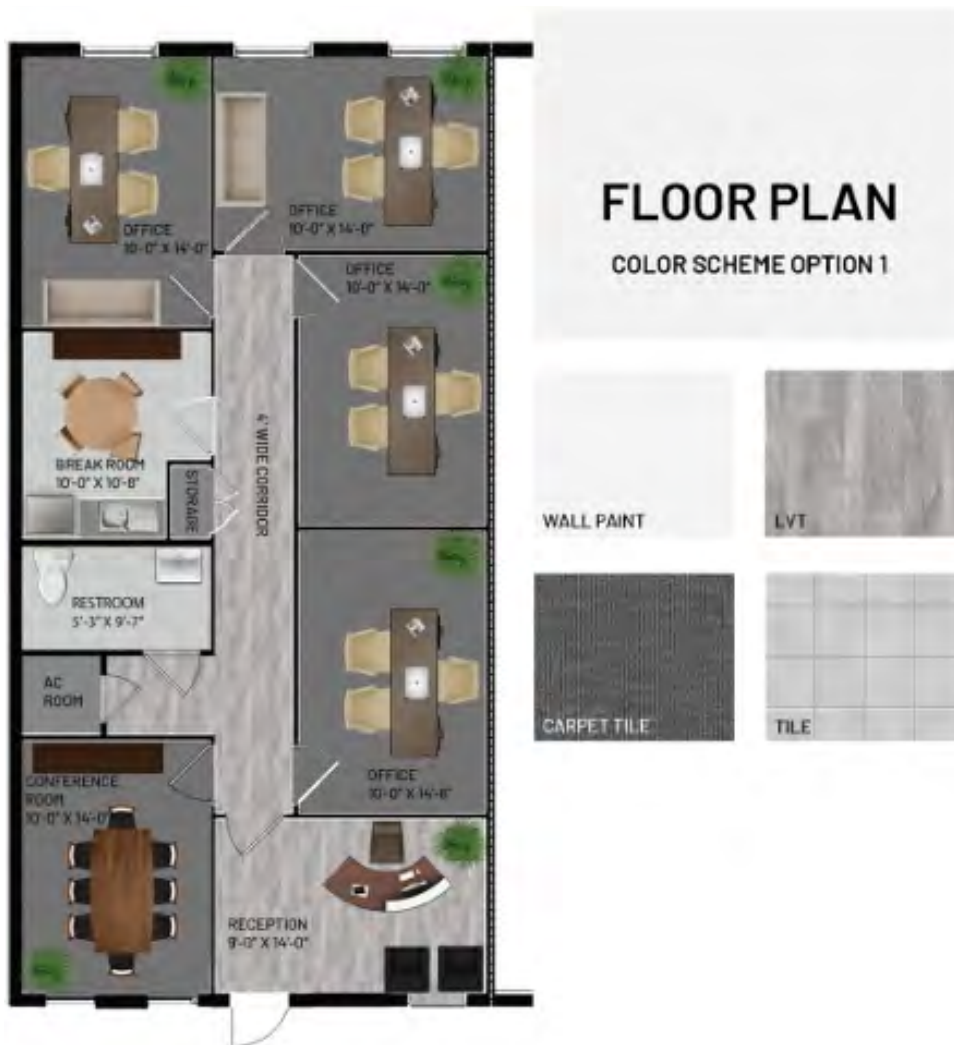 FLOOR PLAN
COLOR SCHEME OPTION 1
OFFICE
10'-0" X 14'-0"
OFFICE
10'-0" X 14'-0"
OFFICE
10'-0" X 14'-0"
BREAK ROOM
10'-0" X 10'-8"
STORAGE
4' WIDE CORRIDOR
RESTROOM
5'-3" X 9'-7"
AC
ROOM
OFFICE
10'-0" X 14'-8"
CONFERENCE
ROOM
10'-0" X 14'-0"
RECEPTION
9'-0" X 14'-0"
WALL PAINT
LVT
CARPET TILE
TILE